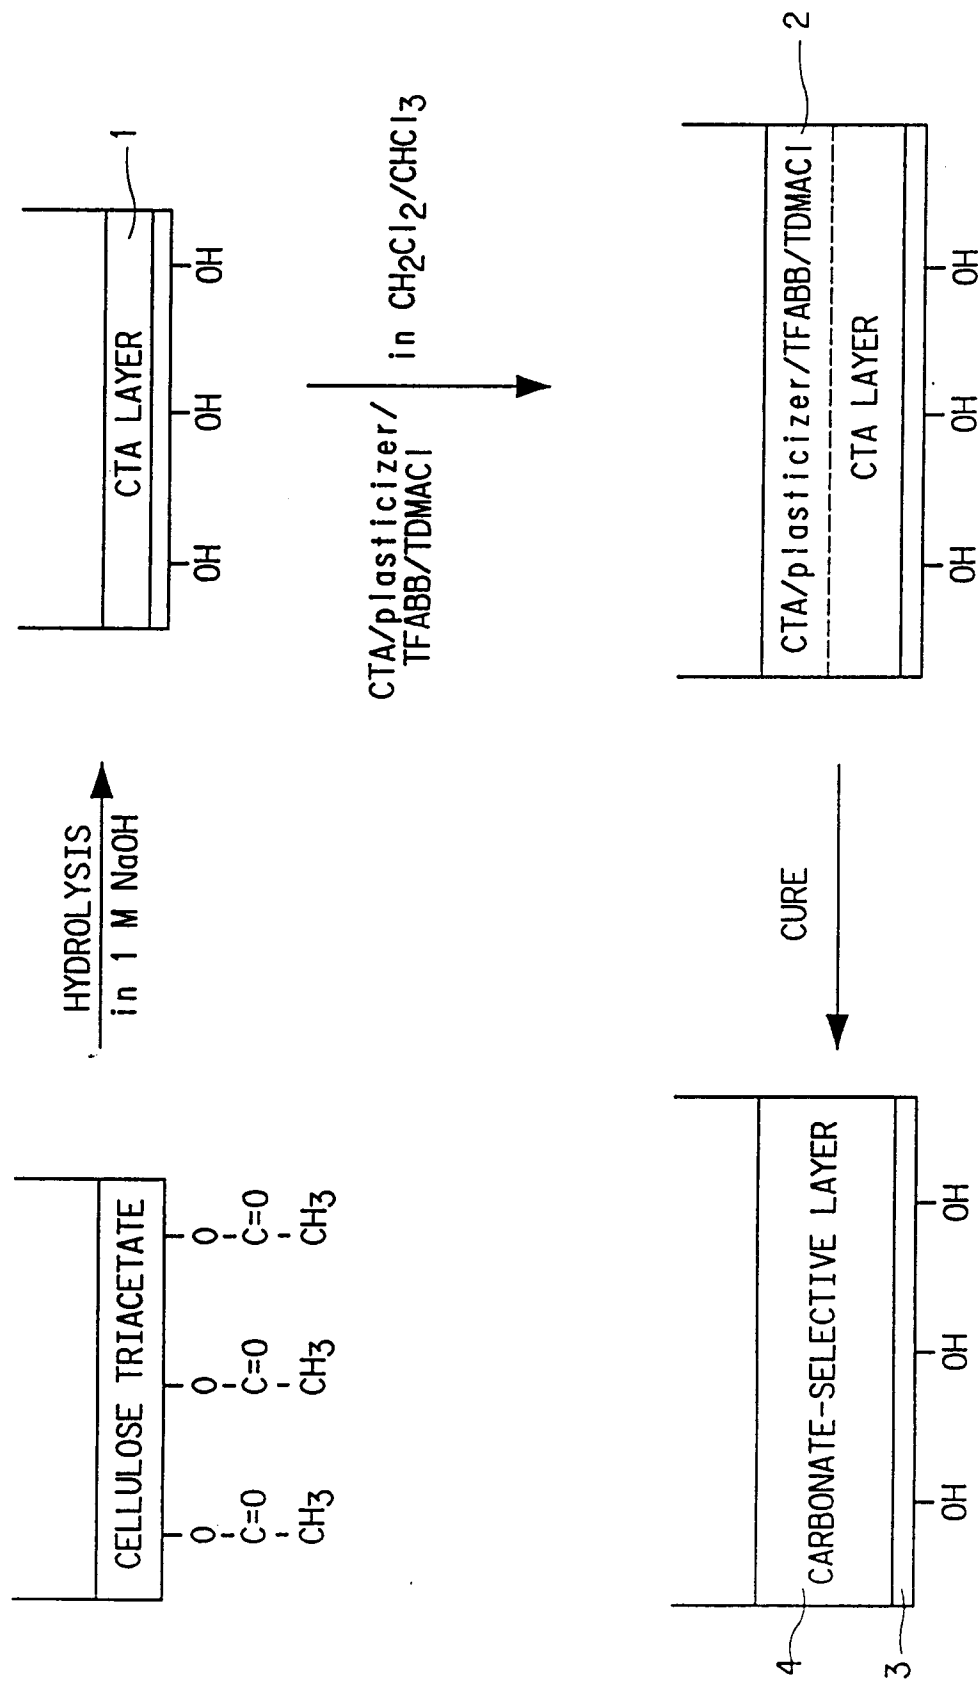 CELLULOSE TRIACETATE
O O O
C=O C=O C=O
CH3 CH3 CH3
HYDROLYSIS
in 1 M NaOH
1
CTA LAYER
OH OH OH
CTA/plasticizer/
TFABB/TDMACl
in CH2Cl2/CHCl3
2
CTA/plasticizer/TFABB/TDMACl
CTA LAYER
OH OH OH
CURE
4
CARBONATE-SELECTIVE LAYER
3
OH OH OH